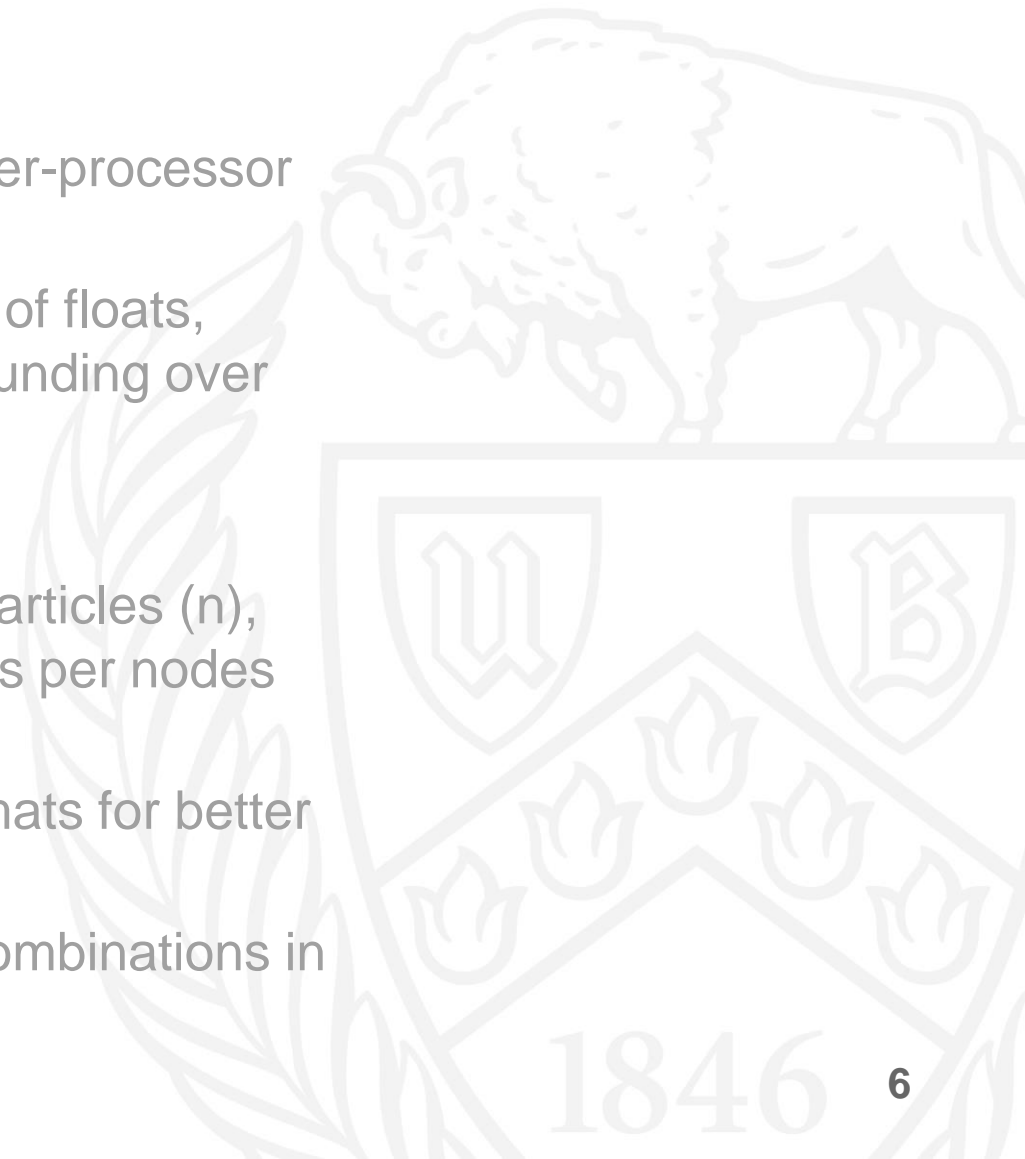 er-processor
of floats,
unding over
articles (n),
s per nodes
nats for better
ombinations in
U B
1846
6